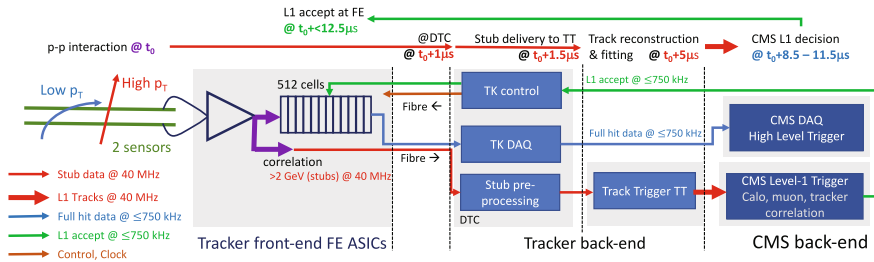 L1 accept at FE
@ t0+<12.5µs
p-p interaction @ t0
@DTC
@ t0+1µs
Stub delivery to TT
@ t0+1.5µs
Track reconstruction
& fitting @ t0+5µs
CMS L1 decision
@ t0+8.5 – 11.5µs
Low pT
High pT
2 sensors
512 cells
correlation
>2 GeV (stubs) @ 40 MHz
Fibre ←
Fibre →
TK control
TK DAQ
Stub pre-
processing
DTC
L1 accept @ ≤750 kHz
Full hit data @ ≤750 kHz
Track Trigger TT
CMS DAQ
High Level Trigger
CMS Level-1 Trigger
Calo, muon, tracker
correlation
Stub data @ 40 MHz
L1 Tracks @ 40 MHz
Full hit data @ ≤750 kHz
L1 accept @ ≤750 kHz
Control, Clock
Tracker front-end FE ASICs
Tracker back-end
CMS back-end